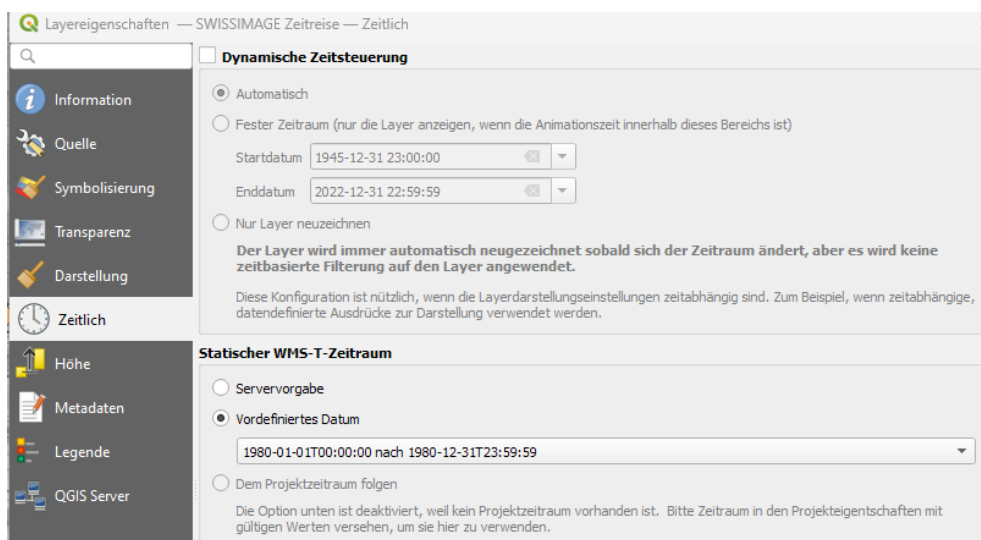 Layereigenschaften — SWISSIMAGE Zeitreise — Zeitlich
Information
Quelle
Symbolisierung
Transparenz
Darstellung
Zeitlich
Höhe
Metadaten
Legende
QGIS Server
Dynamische Zeitsteuerung
Automatisch
Fester Zeitraum (nur die Layer anzeigen, wenn die Animationszeit innerhalb dieses Bereichs ist)
Startdatum 1945-12-31 23:00:00
Enddatum 2022-12-31 22:59:59
Nur Layer neuzeichnen
Der Layer wird immer automatisch neugezeichnet sobald sich der Zeitraum ändert, aber es wird keine
zeitbasierte Filterung auf den Layer angewendet.
Diese Konfiguration ist nützlich, wenn die Layerdarstellungseinstellungen zeitabhängig sind. Zum Beispiel, wenn zeitabhängige,
datendefinierte Ausdrücke zur Darstellung verwendet werden.
Statischer WMS-T-Zeitraum
Servervorgabe
Vordefiniertes Datum
1980-01-01T00:00:00 nach 1980-12-31T23:59:59
Dem Projektzeitraum folgen
Die Option unten ist deaktiviert, weil kein Projektzeitraum vorhanden ist. Bitte Zeitraum in den Projekteigentschaften mit
gültigen Werten versehen, um sie hier zu verwenden.